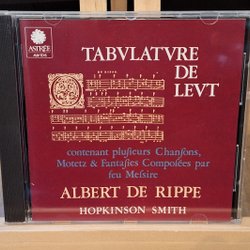 ASTRÉE
TABVLATVRE
DE
LEVT
contenant pluſieurs Chanſons,
Motetz & Fantaſies Compoſées par
feu Meſsire
ALBERT DE RIPPE
HOPKINSON SMITH